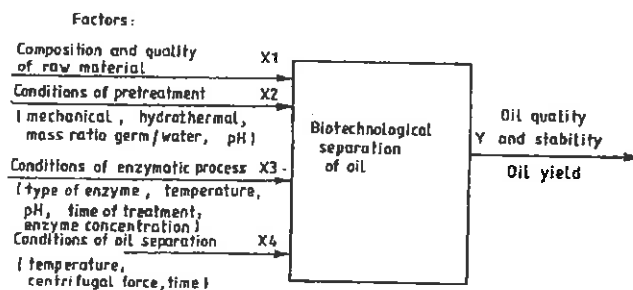 Factors:
Composition and quality X1
of raw material
Conditions of pretreatment X2
( mechanical, hydrothermal,
mass ratio germ/water, pH)
Conditions of enzymatic process X3
(type of enzyme, temperature,
pH, time of treatment,
enzyme concentration)
Conditions of oil separation X4
( temperature,
centrifugal force, time)
Biotechnological
separation
of oil
Oil quality
Y and stability
Oil yield